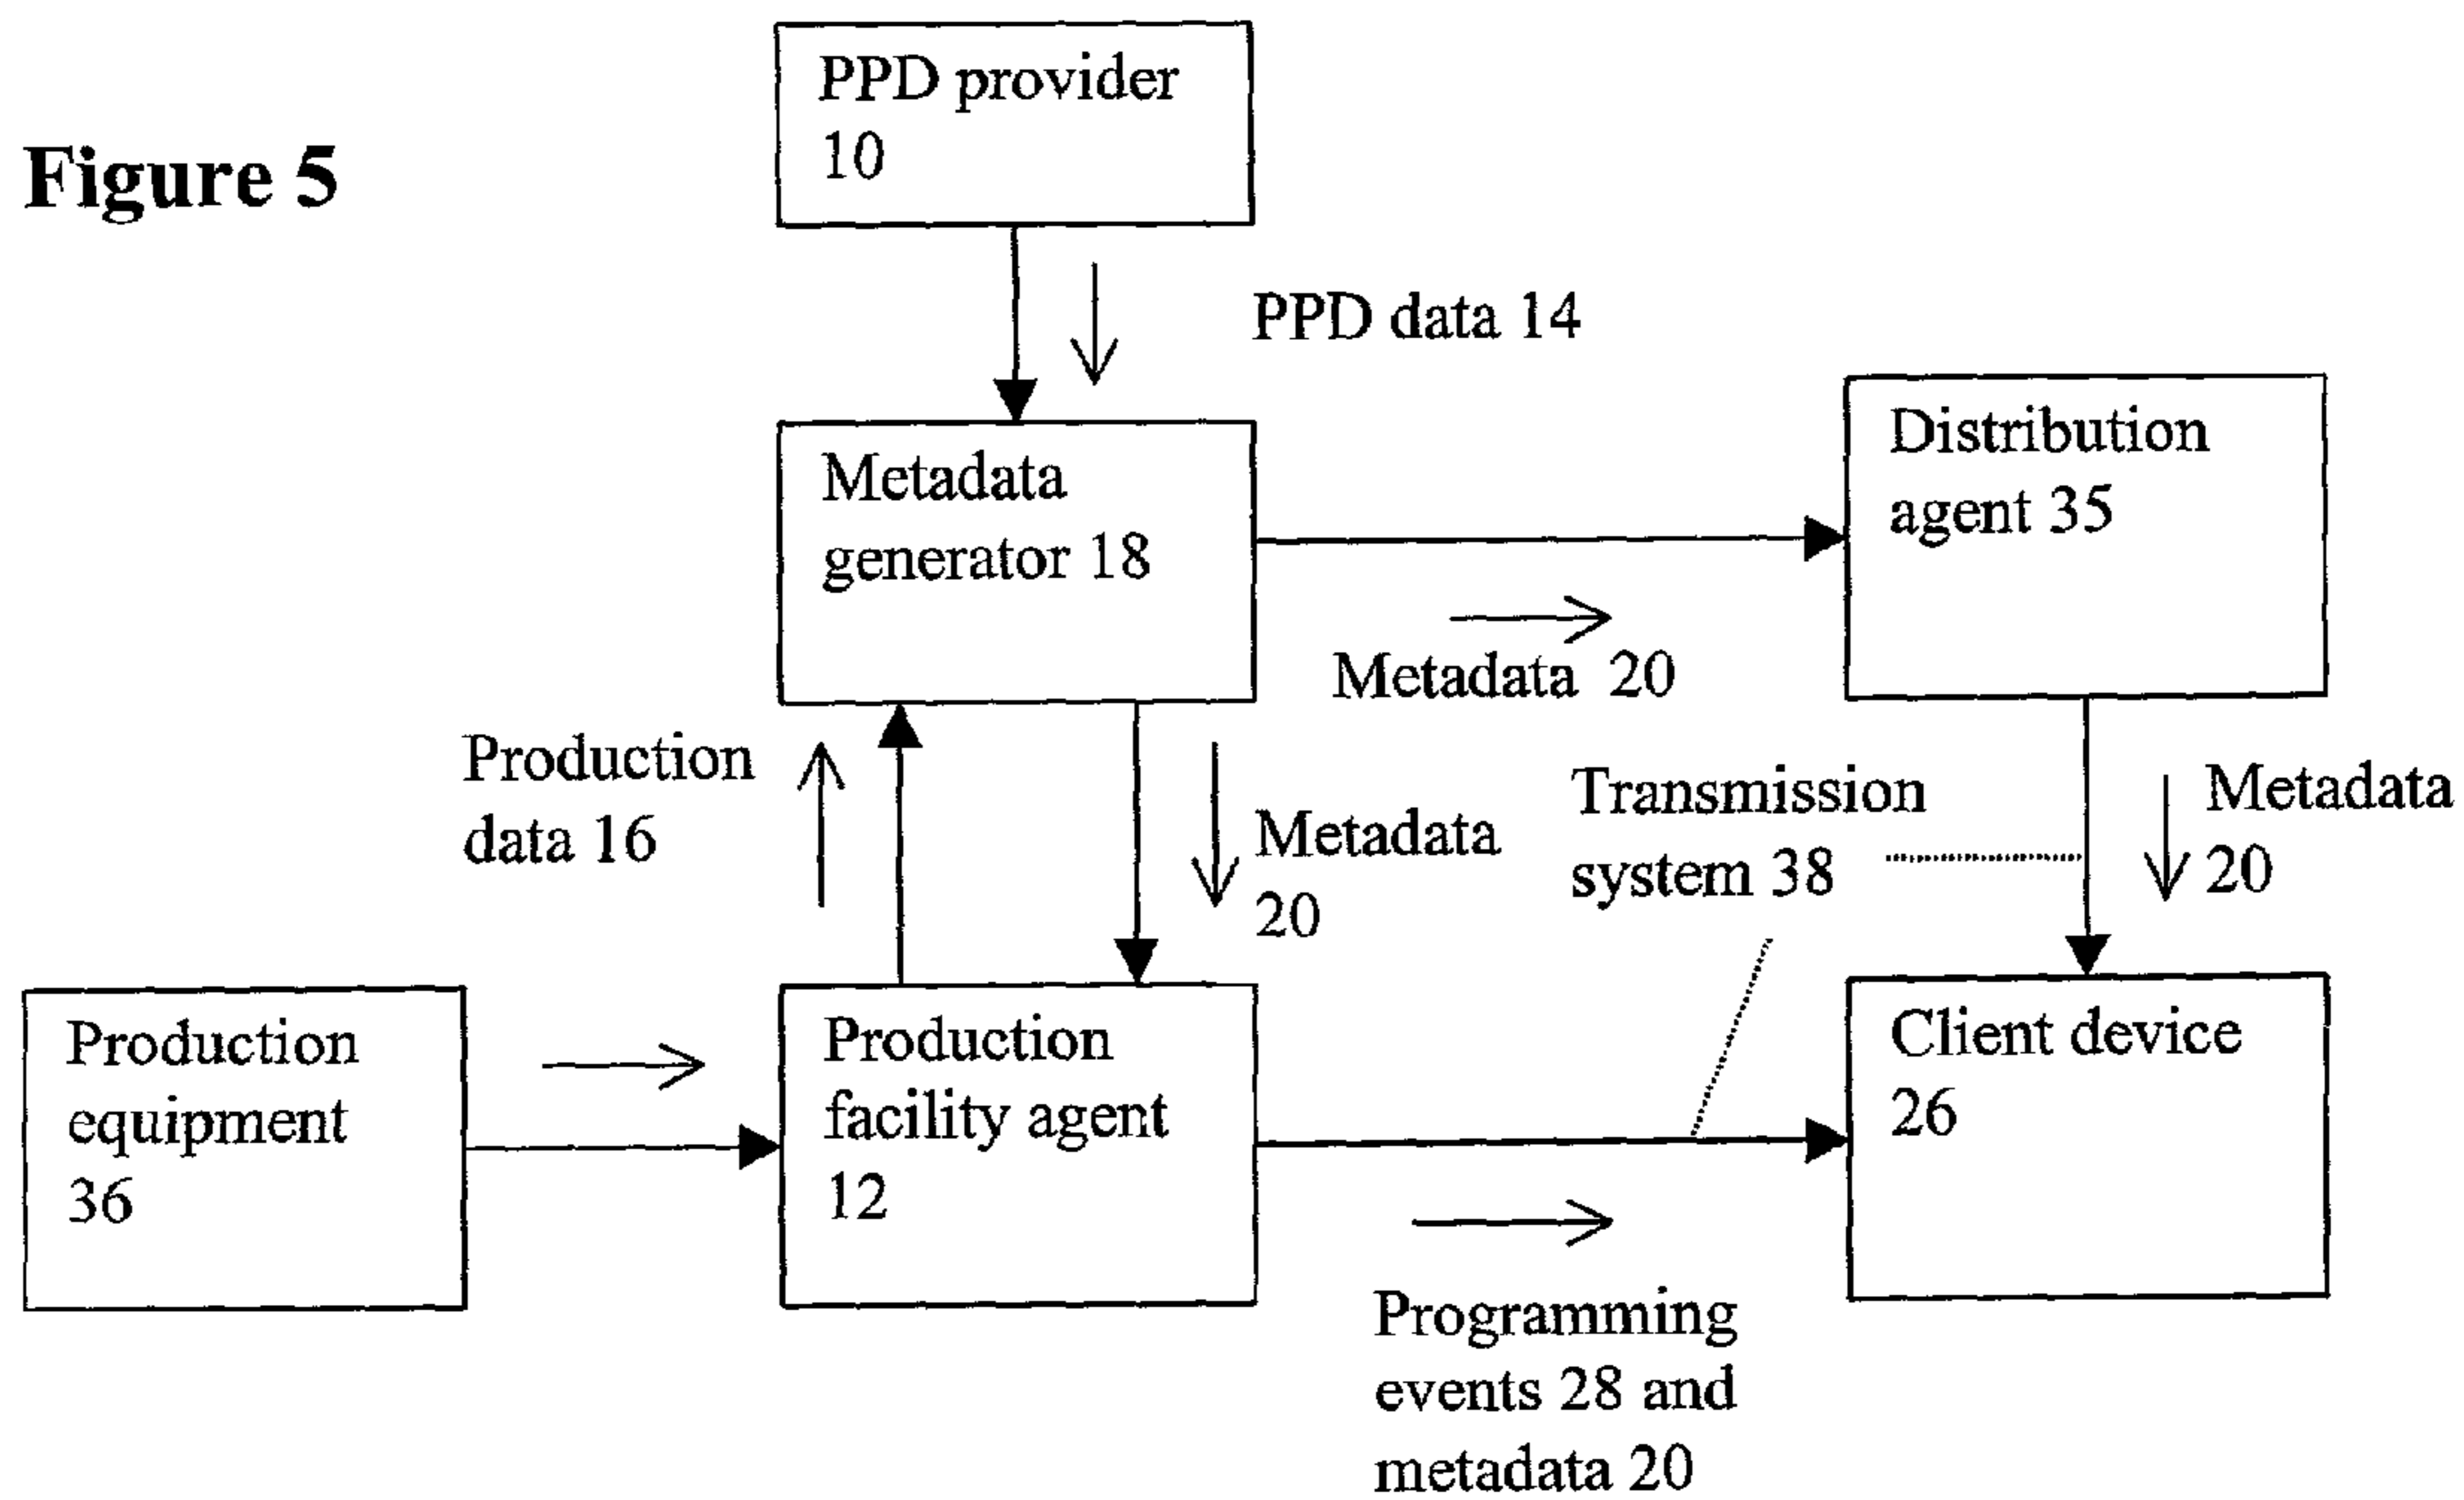 PPD provider
10
Figure 5
PPD data 14
Metadata
generator 18
Distribution
agent 35
Metadata 20
Production
data 16
Metadata
20
Transmission
system 38
Metadata
20
Production
equipment
36
Production
facility agent
12
Client device
26
Programming
events 28 and
metadata 20